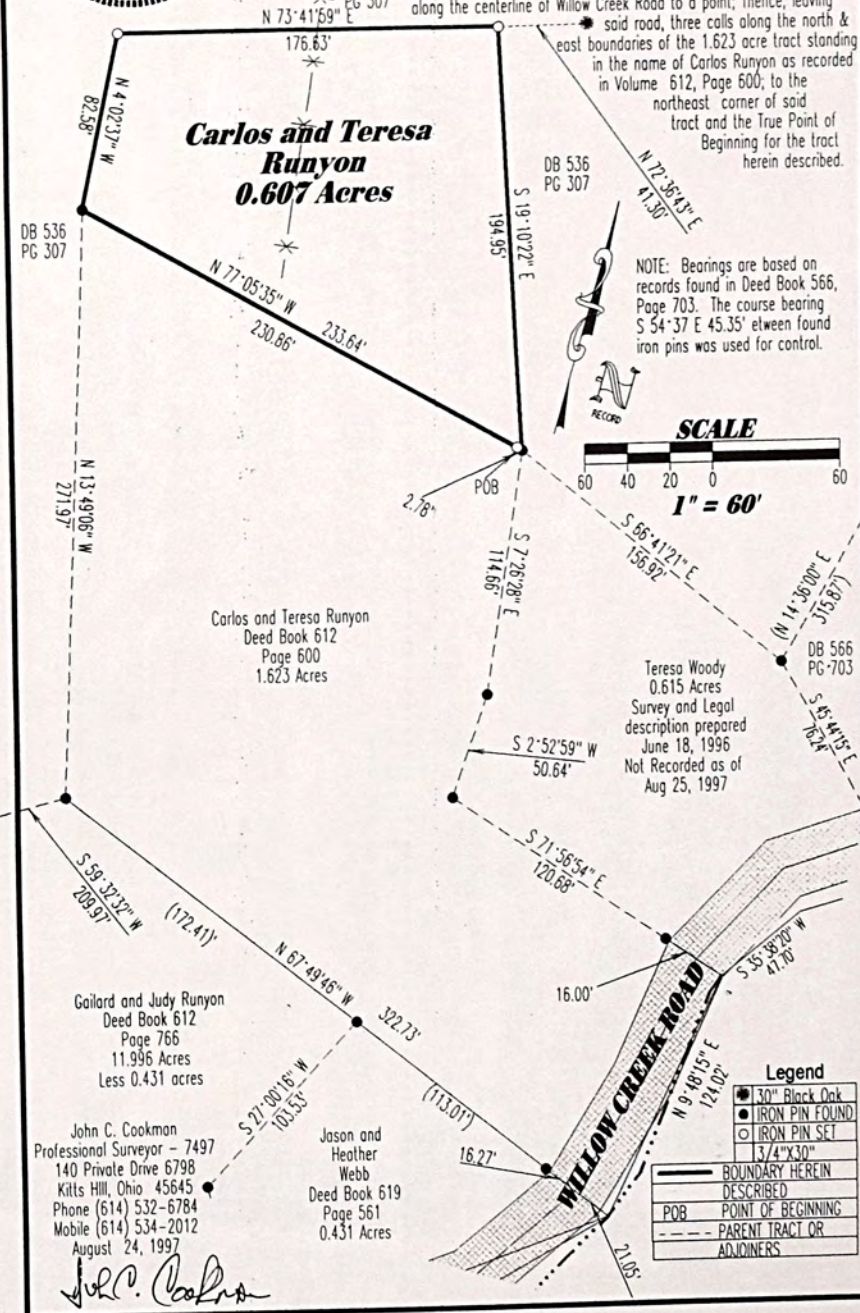 PG 307
along the centerline of Willow Creek Road to a point; Thence, leaving
said road, three calls along the north &
east boundaries of the 1.623 acre tract standing
in the name of Carlos Runyon as recorded
in Volume 612, Page 600; to the
northeast corner of said
tract and the True Point of
Beginning for the tract
herein described.
N 73°41'59" E
176.63'
N 4°02'37" W
82.58'
Carlos and Teresa
Runyon
0.607 Acres
DB 536
PG 307
N 72°36'43" E
41.30'
S 19°10'22" E
194.95'
DB 536
PG 307
N 77°05'35" W
230.86'
233.64'
NOTE: Bearings are based on
records found in Deed Book 566,
Page 703. The course bearing
S 54°37 E 45.35' etween found
iron pins was used for control.
N
RECORD
SCALE
60 40 20 0 60
1" = 60'
2.78"
POB
N 13°49'06" W
271.97'
S 7°26'28" E
114.66'
S 66°41'21" E
156.92'
(N 14°36'00" E
315.87')
DB 566
PG 703
S 45°44'15" E
76.24'
Carlos and Teresa Runyon
Deed Book 612
Page 600
1.623 Acres
Teresa Woody
0.615 Acres
Survey and Legal
description prepared
June 18, 1996
Not Recorded as of
Aug 25, 1997
S 2°52'59" W
50.64'
S 71°56'54" E
120.68'
S 59°32'32" W
209.97'
(172.41)'
N 67°49'46" W
322.73'
(113.01')
16.00'
S 35°38'20" W
47.70'
WILLOW CREEK ROAD
N 9°48'15" E
124.02'
S 27°00'16" W
103.53'
16.27'
21.05'
Gailard and Judy Runyon
Deed Book 612
Page 766
11.996 Acres
Less 0.431 acres
Jason and
Heather
Webb
Deed Book 619
Page 561
0.431 Acres
John C. Cookman
Professional Surveyor - 7497
140 Private Drive 6798
Kitts Hill, Ohio 45645
Phone (614) 532-6784
Mobile (614) 534-2012
August 24, 1997
John C. Cookman
Legend
30" Black Oak
IRON PIN FOUND
IRON PIN SET
3/4"X30"
BOUNDARY HEREIN
DESCRIBED
POB POINT OF BEGINNING
PARENT TRACT OR
ADJOINERS